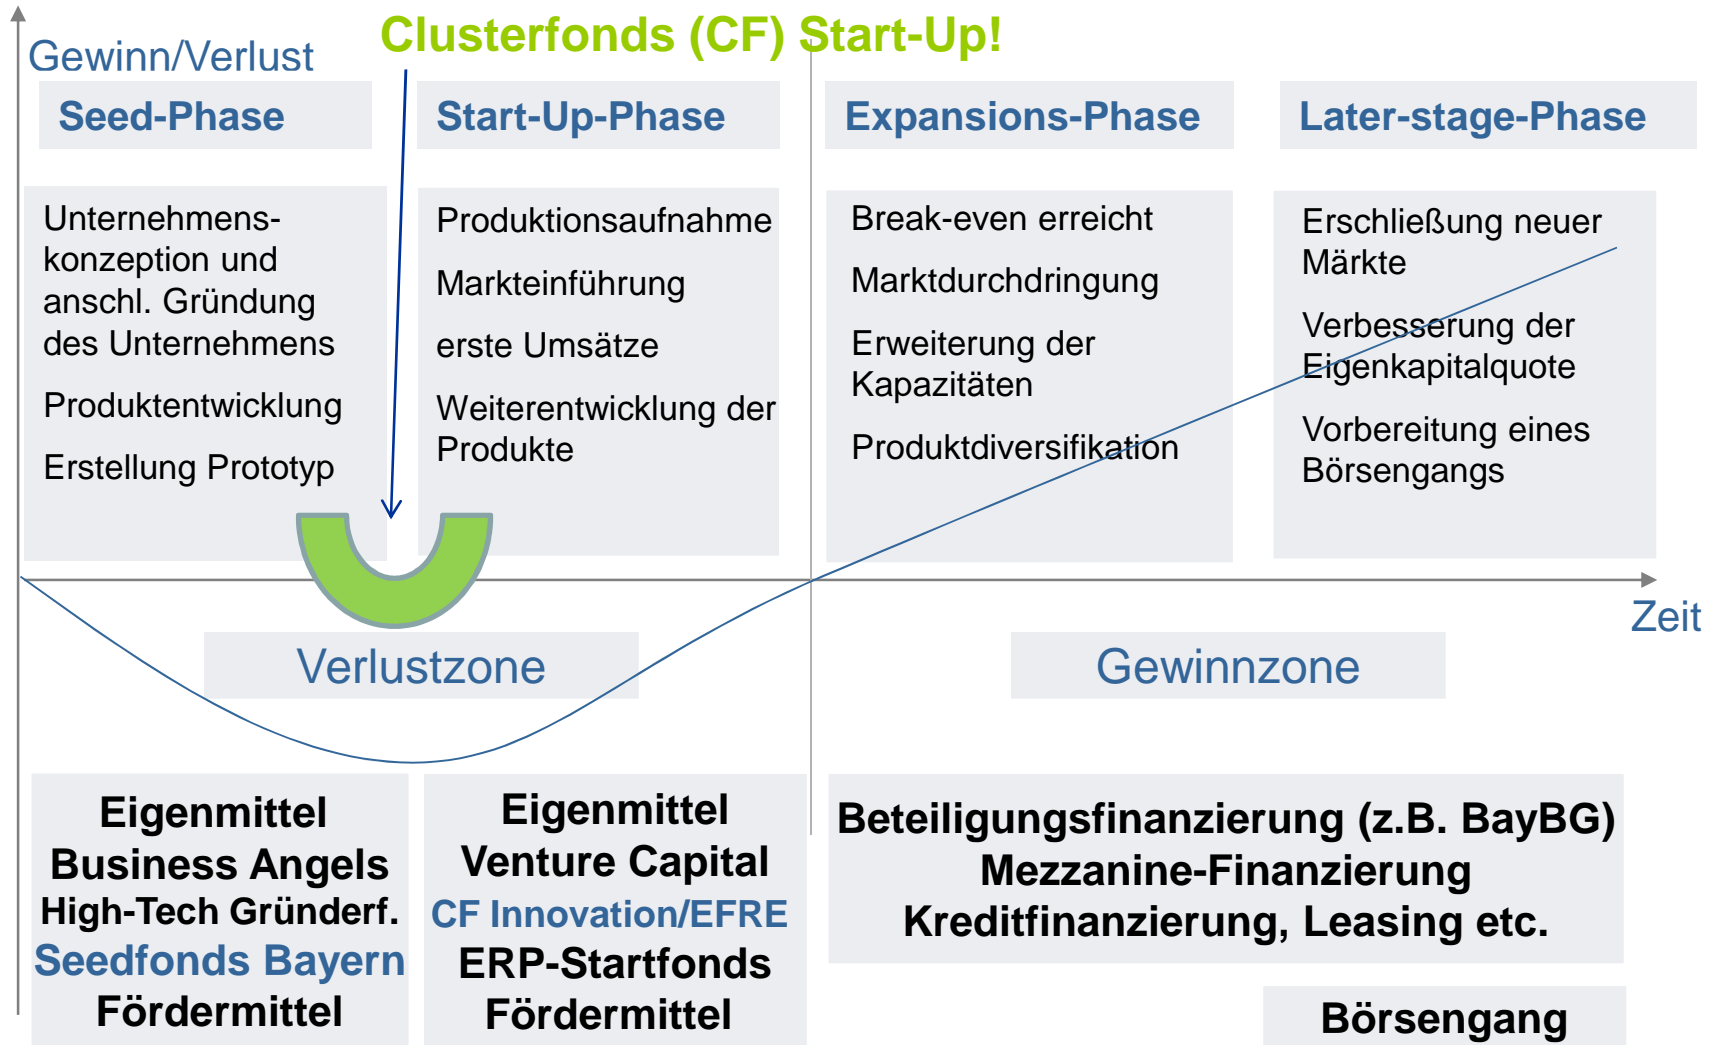 Clusterfonds (CF) Start-Up!
Gewinn/Verlust
Seed-Phase
Start-Up-Phase
Expansions-Phase
Later-stage-Phase
Unternehmens-
konzeption und
anschl. Gründung
des Unternehmens
Produktentwicklung
Erstellung Prototyp
Produktionsaufnahme
Markteinführung
erste Umsätze
Weiterentwicklung der
Produkte
Break-even erreicht
Marktdurchdringung
Erweiterung der
Kapazitäten
Produktdiversifikation
Erschließung neuer
Märkte
Verbesserung der
Eigenkapitalquote
Vorbereitung eines
Börsengangs
Zeit
Verlustzone
Gewinnzone
Eigenmittel
Business Angels
High-Tech Gründerf.
Seedfonds Bayern
Fördermittel
Eigenmittel
Venture Capital
CF Innovation/EFRE
ERP-Startfonds
Fördermittel
Beteiligungsfinanzierung (z.B. BayBG)
Mezzanine-Finanzierung
Kreditfinanzierung, Leasing etc.
Börsengang